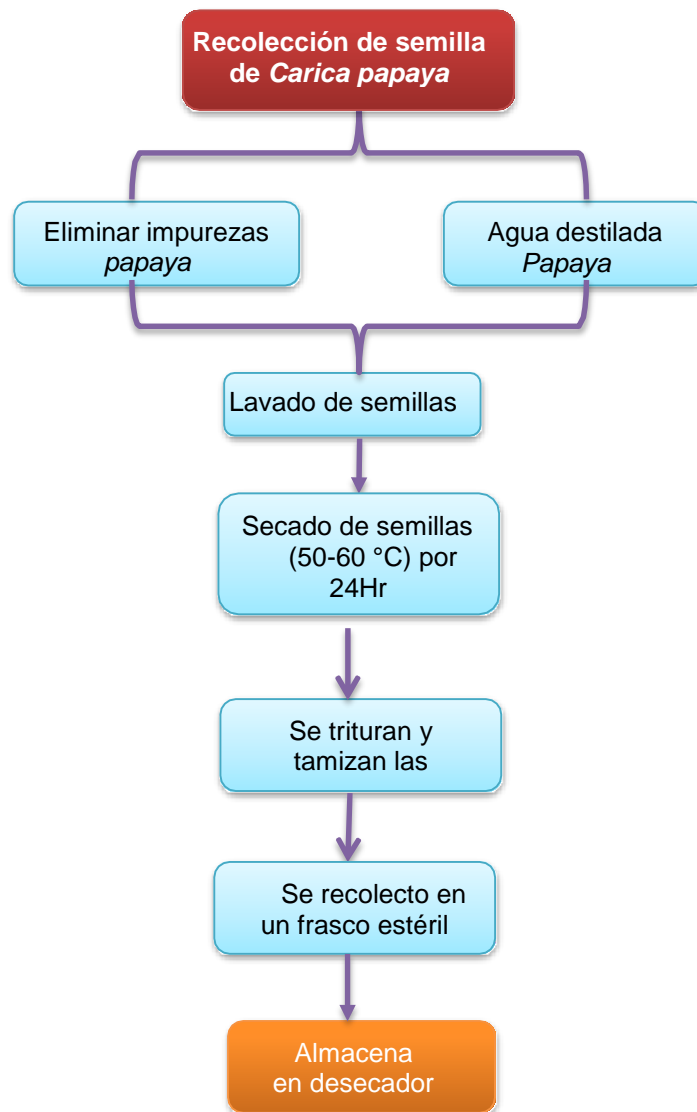 Recolección de semilla
de Carica papaya
Eliminar impurezas
papaya
Agua destilada
Papaya
Lavado de semillas
Secado de semillas
(50-60 °C) por
24Hr
Se trituran y
tamizan las
Se recolecto en
un frasco estéril
Almacena
en desecador